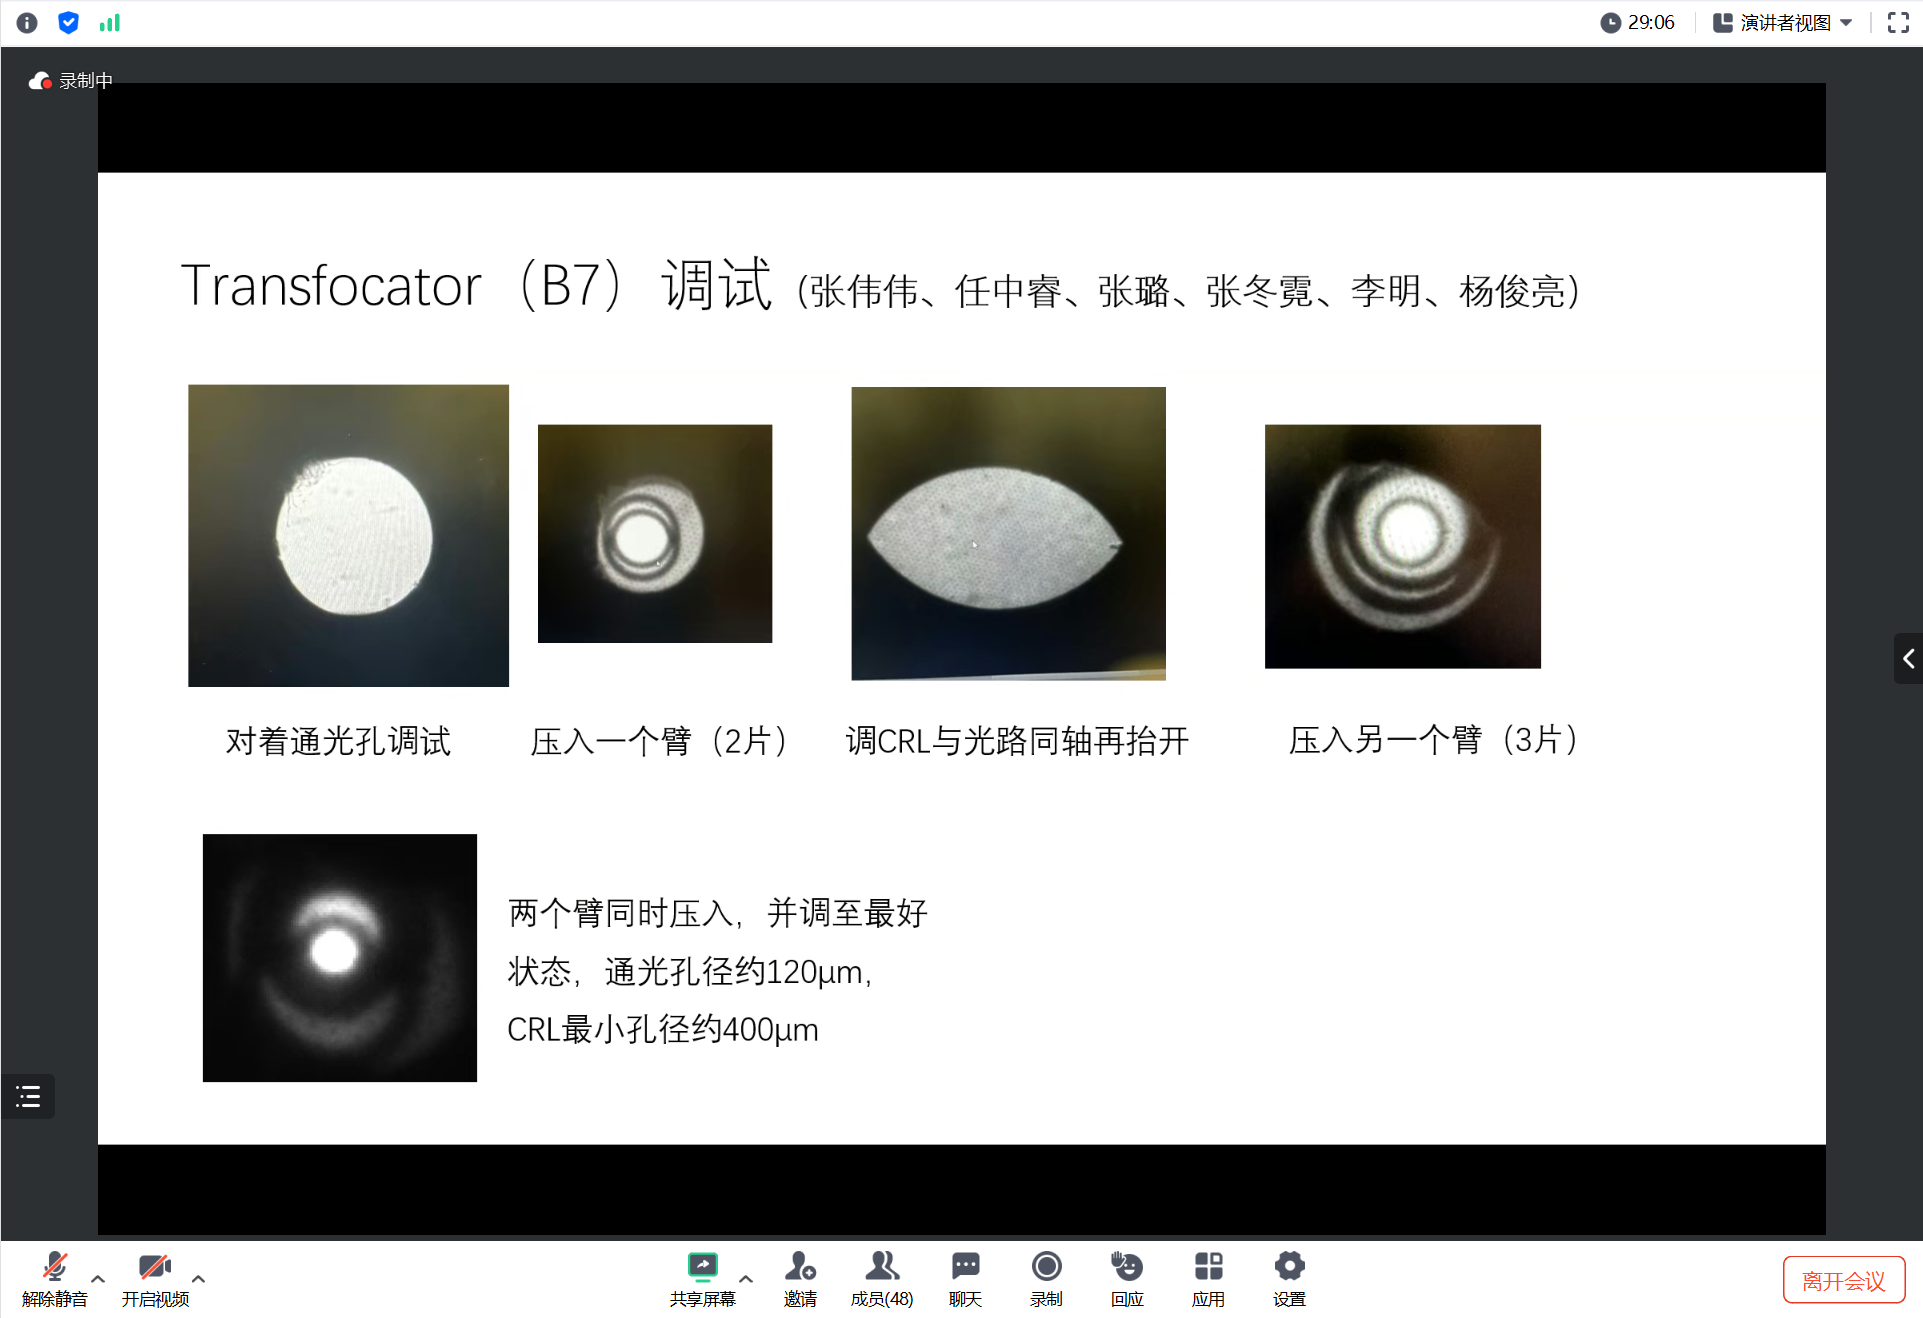 29:06
演讲者视图
录制中
Transfocator（B7）调试（张伟伟、任中睿、张璐、张冬霓、李明、杨俊亮）
对着通光孔调试
压入一个臂（2片）
调CRL与光路同轴再抬开
压入另一个臂（3片）
两个臂同时压入，并调至最好
状态，通光孔径约120μm，
CRL最小孔径约400μm
解除静音
开启视频
共享屏幕
邀请
成员(48)
聊天
录制
回应
应用
设置
离开会议